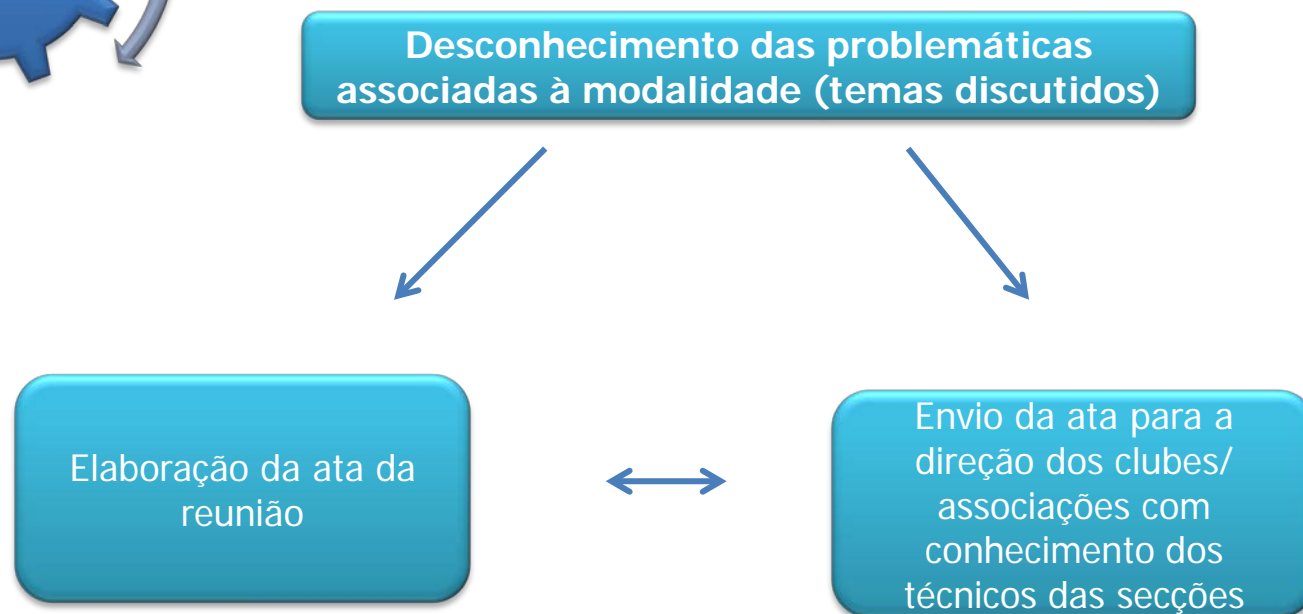 Desconhecimento das problemáticas
associadas à modalidade (temas discutidos)
Elaboração da ata da
reunião
Envio da ata para a
direção dos clubes/
associações com
conhecimento dos
técnicos das secções